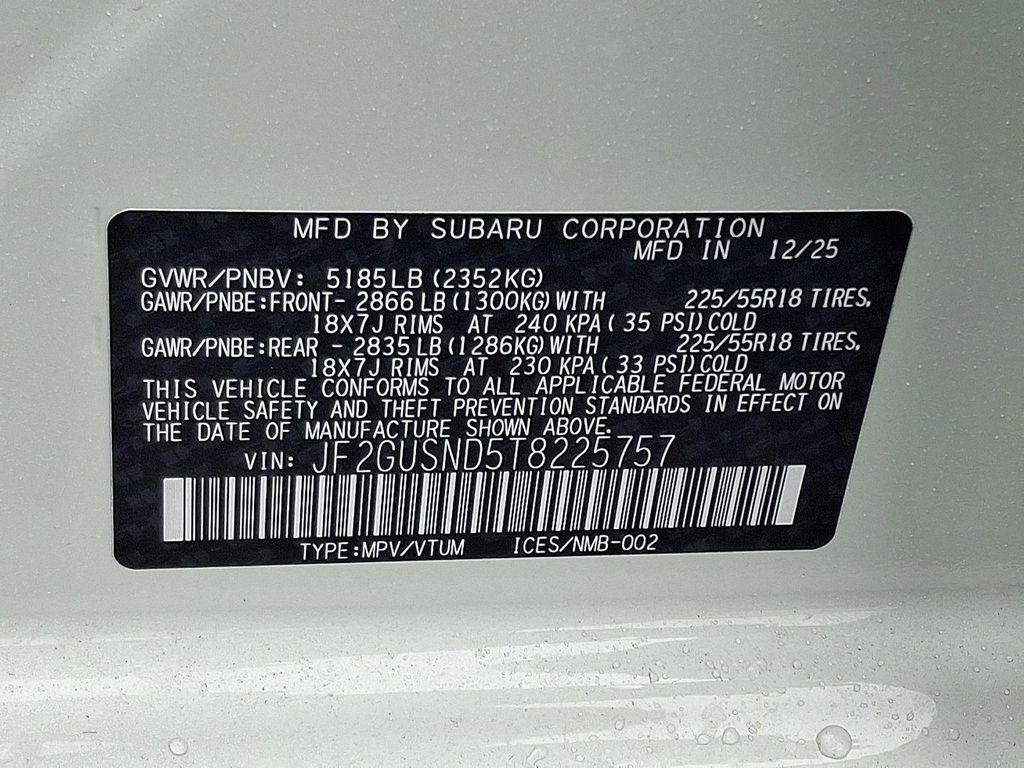 MFD BY SUBARU CORPORATION
MFD IN 12/25
GVWR/PNBV: 5185LB (2352KG)
GAWR/PNBE:FRONT- 2866 LB (1300KG) WITH 225/55R18 TIRES,
18X7J RIMS AT 240 KPA ( 35 PSI) COLD
GAWR/PNBE:REAR - 2835 LB (1286KG) WITH 225/55R18 TIRES,
18X7J RIMS AT 230 KPA ( 33 PSI) COLD
THIS VEHICLE CONFORMS TO ALL APPLICABLE FEDERAL MOTOR
VEHICLE SAFETY AND THEFT PREVENTION STANDARDS IN EFFECT ON
THE DATE OF MANUFACTURE SHOWN ABOVE.
VIN: JF2GUSND5T8225757
TYPE:MPV/VTUM ICES/NMB-002